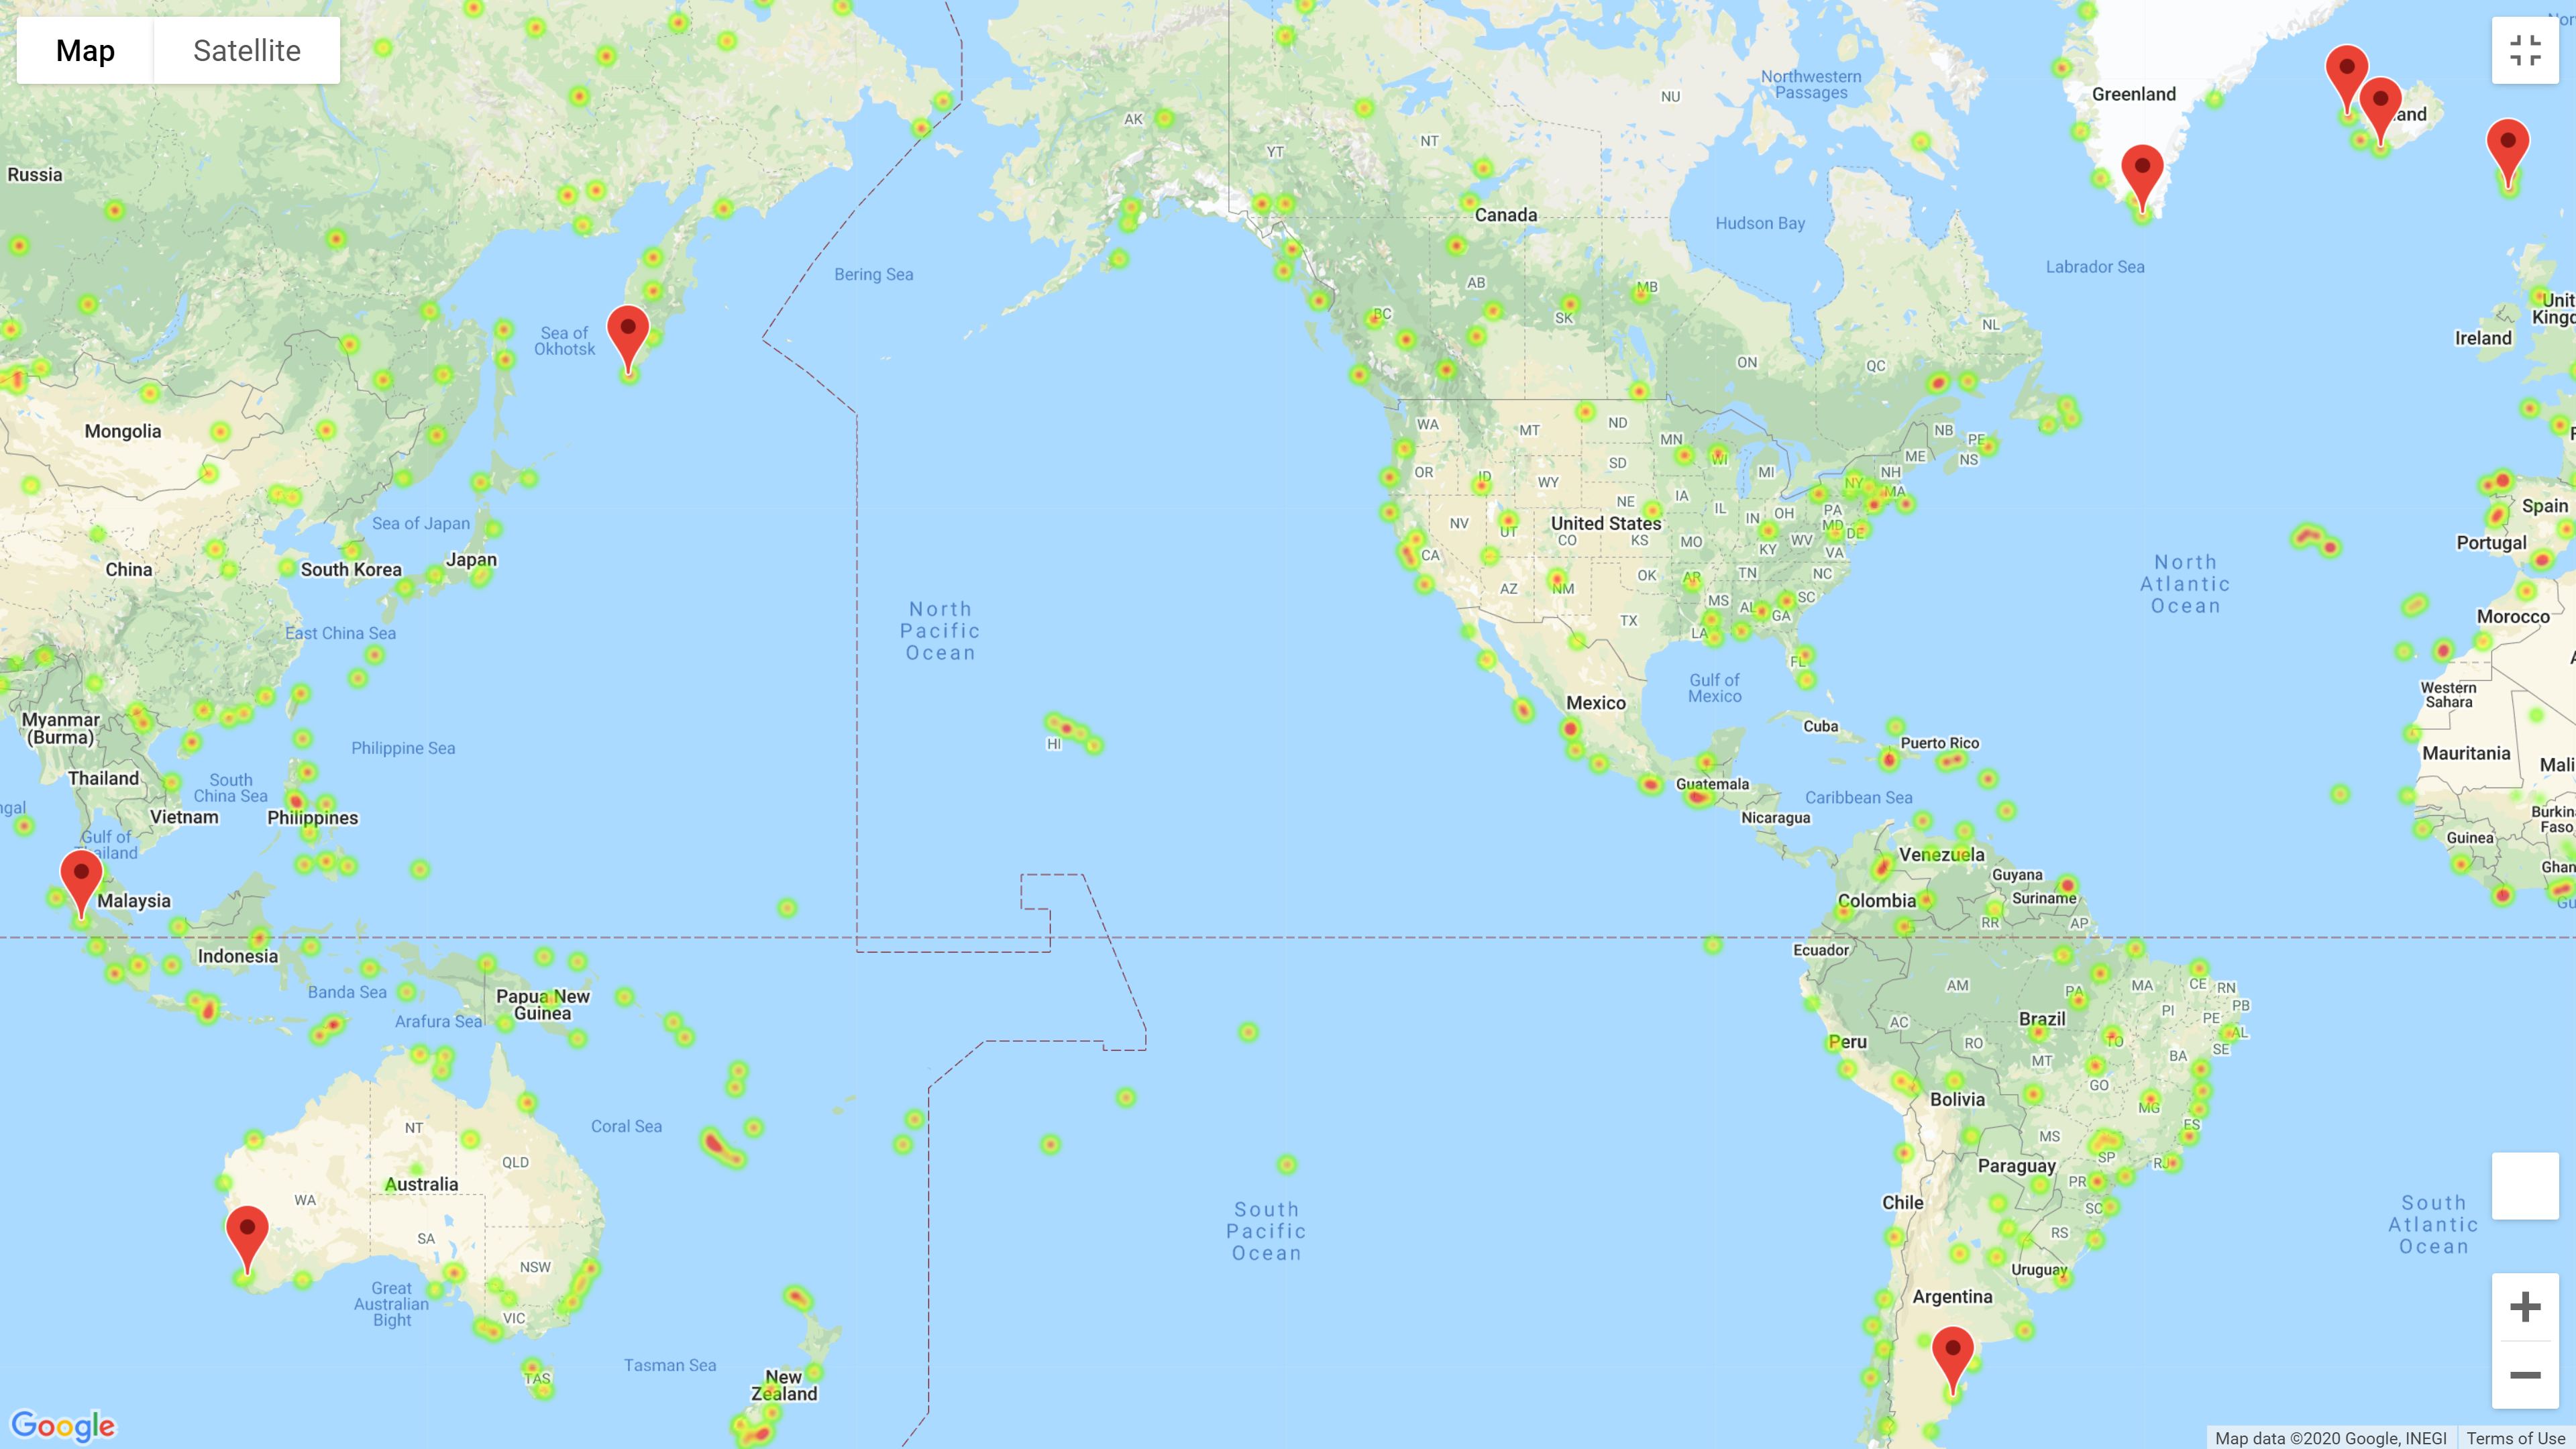 Map
Satellite
Russia
Mongolia
China
South Korea
Japan
Sea of
Okhotsk
Sea of Japan
East China Sea
Myanmar
(Burma)
Thailand
Vietnam
South
China Sea
Philippine Sea
Philippines
Gulf of
Thailand
Malaysia
Indonesia
Banda Sea
Arafura Sea
Papua New
Guinea
Coral Sea
Australia
NT
QLD
WA
SA
NSW
VIC
TAS
Great
Australian
Bight
Tasman Sea
New
Zealand
Bering Sea
North
Pacific
Ocean
HI
South
Pacific
Ocean
AK
YT
NT
NU
Northwestern
Passages
Canada
Hudson Bay
BC
AB
SK
MB
ON
QC
NL
NB
PE
NS
ME
NH
MA
NY
WA
MT
ND
MN
OR
ID
WY
SD
WI
MI
NE
IA
IL
IN
OH
PA
MD
DE
NV
UT
CO
United States
KS
MO
KY
WV
VA
CA
AZ
NM
OK
AR
TN
NC
MS
AL
GA
SC
TX
LA
FL
Gulf of
Mexico
Mexico
Cuba
Puerto Rico
Guatemala
Caribbean Sea
Nicaragua
Venezuela
Guyana
Suriname
Colombia
RR
AP
Ecuador
AM
PA
MA
CE
RN
PB
PI
PE
AL
SE
AC
Brazil
Peru
RO
TO
MT
BA
GO
Bolivia
MG
MS
ES
SP
RJ
Paraguay
PR
SC
Chile
RS
Uruguay
Argentina
Greenland
Labrador Sea
and
Unit
Kingd
Ireland
North
Atlantic
Ocean
Spain
Portugal
Morocco
Western
Sahara
Mauritania
Mali
Burkin
Faso
Guinea
Ghan
Gu
South
Atlantic
Ocean
Google
Map data ©2020 Google, INEGI
Terms of Use